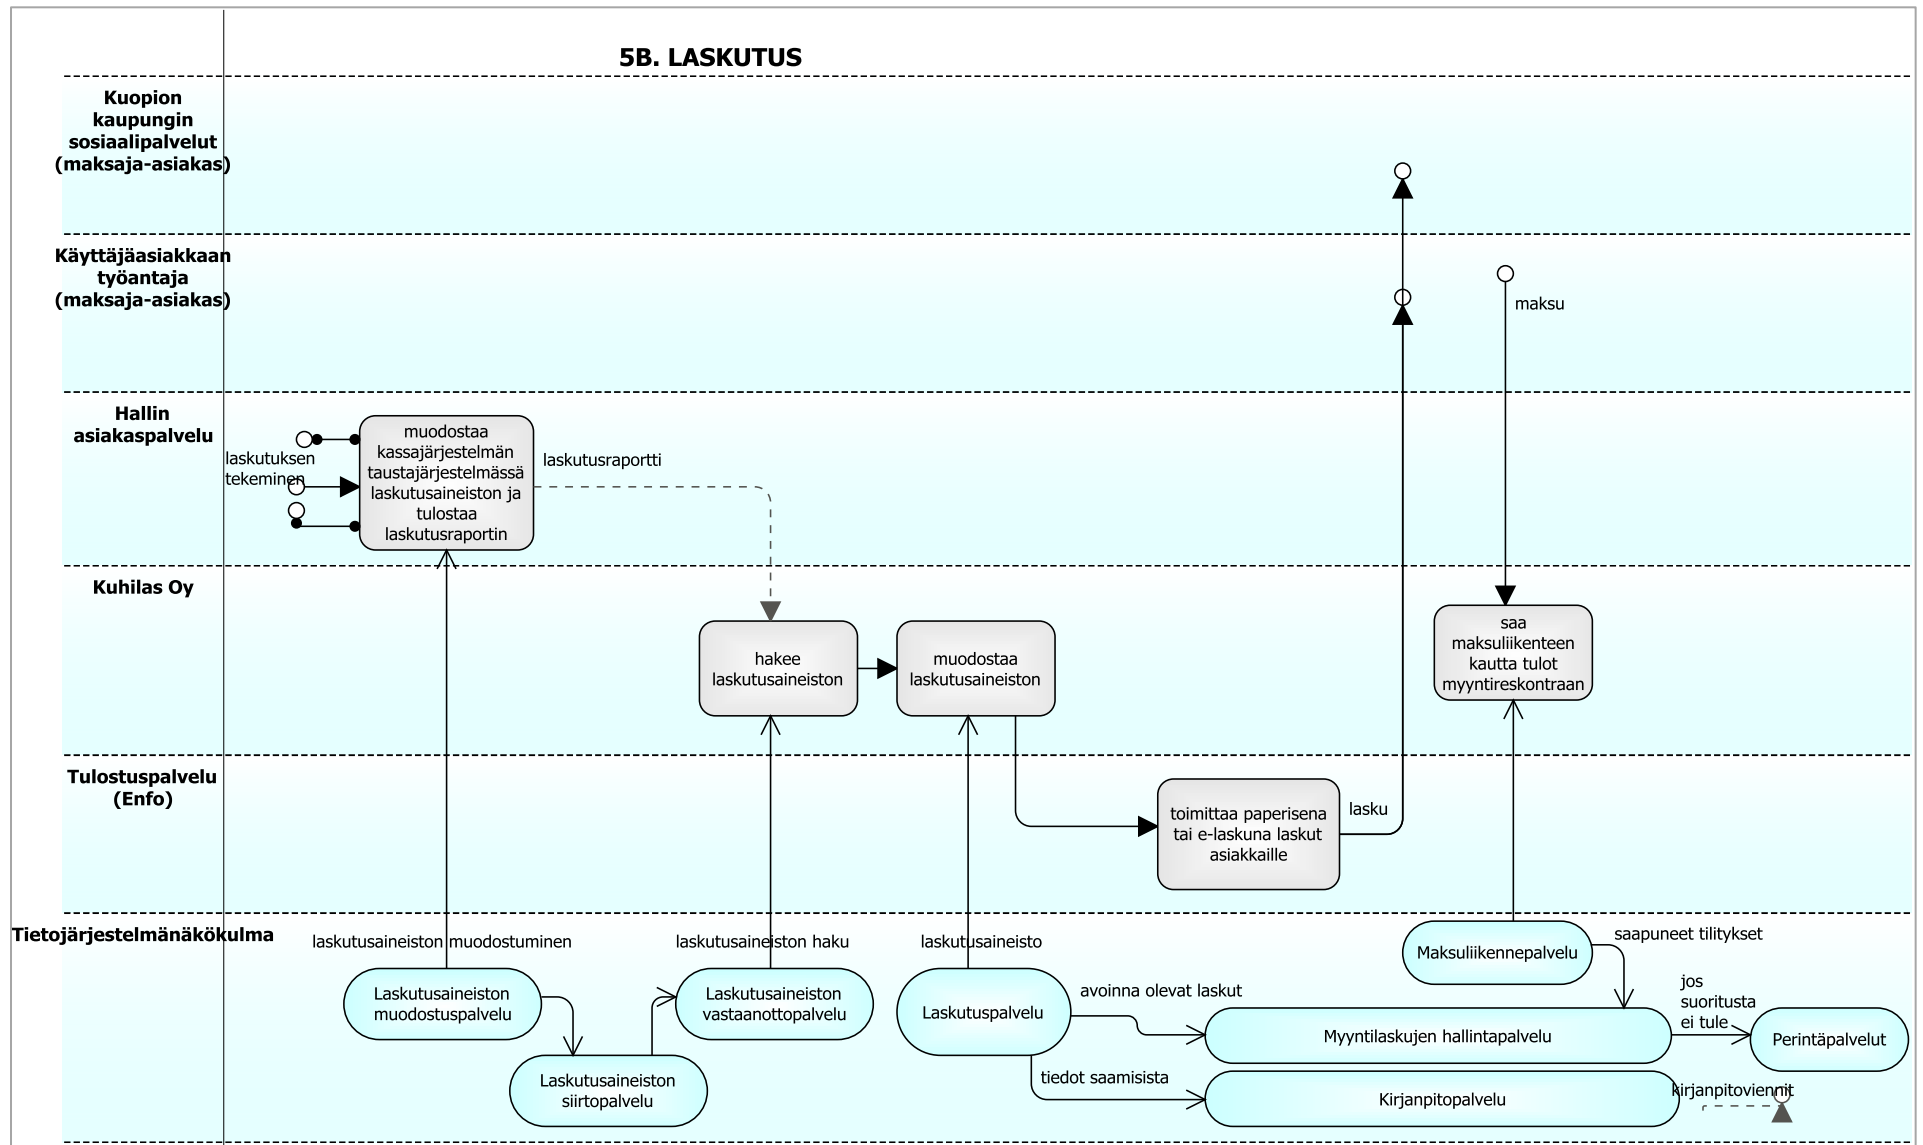 5B. LASKUTUS
Kuopion
kaupungin
sosiaalipalvelut
(maksaja-asiakas)
Käyttäjäasiakkaan
työantaja
(maksaja-asiakas)
maksu
Hallin
asiakaspalvelu
laskutuksen
tekeminen
muodostaa
kassajärjestelmän
taustajärjestelmässä
laskutusaineiston ja
tulostaa
laskutusraportin
laskutusraportti
Kuhilas Oy
hakee
laskutusaineiston
muodostaa
laskutusaineiston
saa
maksuliikenteen
kautta tulot
myyntireskontraan
Tulostuspalvelu
(Enfo)
toimittaa paperisena
tai e-laskuna laskut
asiakkaille
lasku
Tietojärjestelmänäkökulma
laskutusaineiston muodostuminen
laskutusaineiston haku
laskutusaineisto
Laskutusaineiston
muodostuspalvelu
Laskutusaineiston
siirtopalvelu
Laskutusaineiston
vastaanottopalvelu
Laskutuspalvelu
avoinna olevat laskut
tiedot saamisista
Maksuliikennepalvelu
saapuneet tilitykset
Myyntilaskujen hallintapalvelu
jos
suoritusta
ei tule
Perintäpalvelut
Kirjanpitopalvelu
kirjanpitoviennit